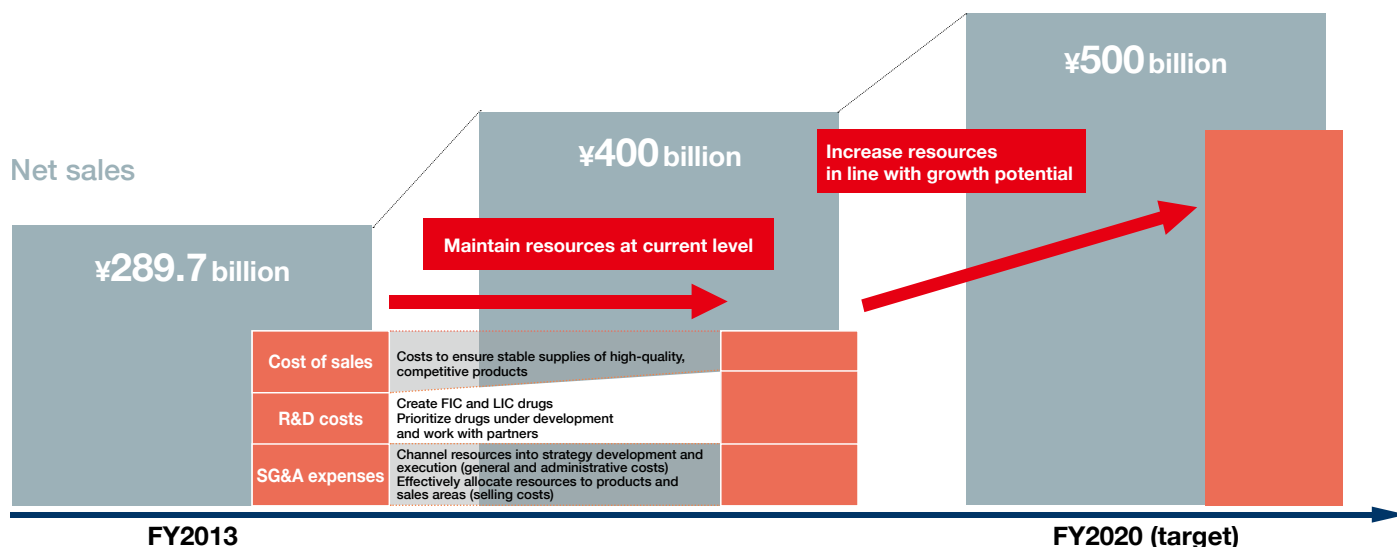 ¥500 billion
¥400 billion
Increase resources
in line with growth potential
Net sales
Maintain resources at current level
¥289.7 billion
Cost of sales
Costs to ensure stable supplies of high-quality,
competitive products
R&D costs
Create FIC and LIC drugs
Prioritize drugs under development
and work with partners
SG&A expenses
Channel resources into strategy development and
execution (general and administrative costs)
Effectively allocate resources to products and
sales areas (selling costs)
FY2013
FY2020 (target)